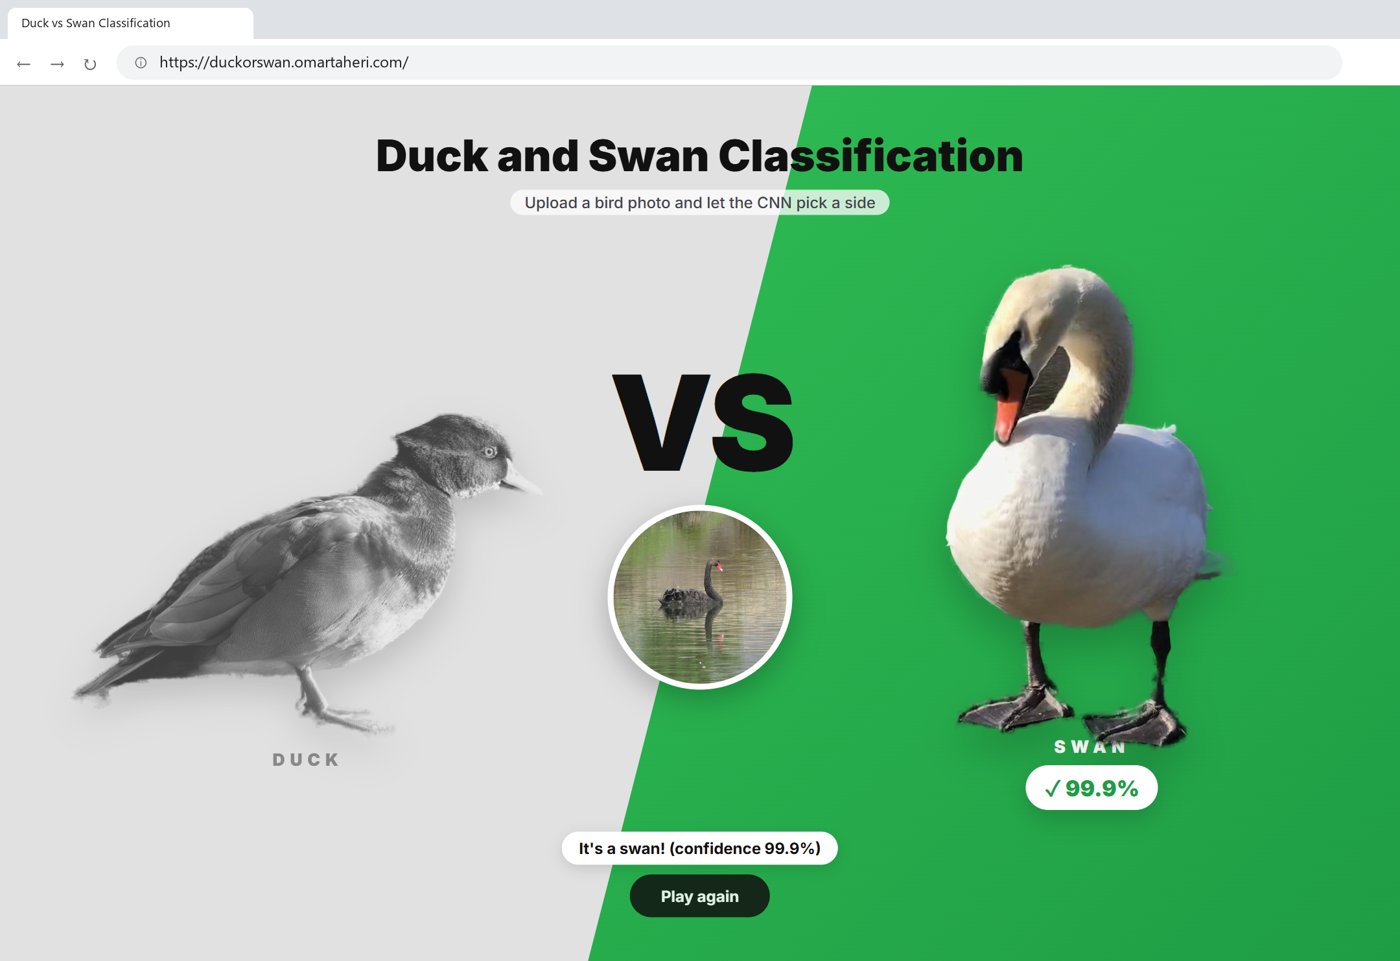 Duck vs Swan Classification
https://duckorswan.omartaheri.com/
Duck and Swan Classification
Upload a bird photo and let the CNN pick a side
VS
DUCK
SWAN
✓ 99.9%
It's a swan! (confidence 99.9%)
Play again